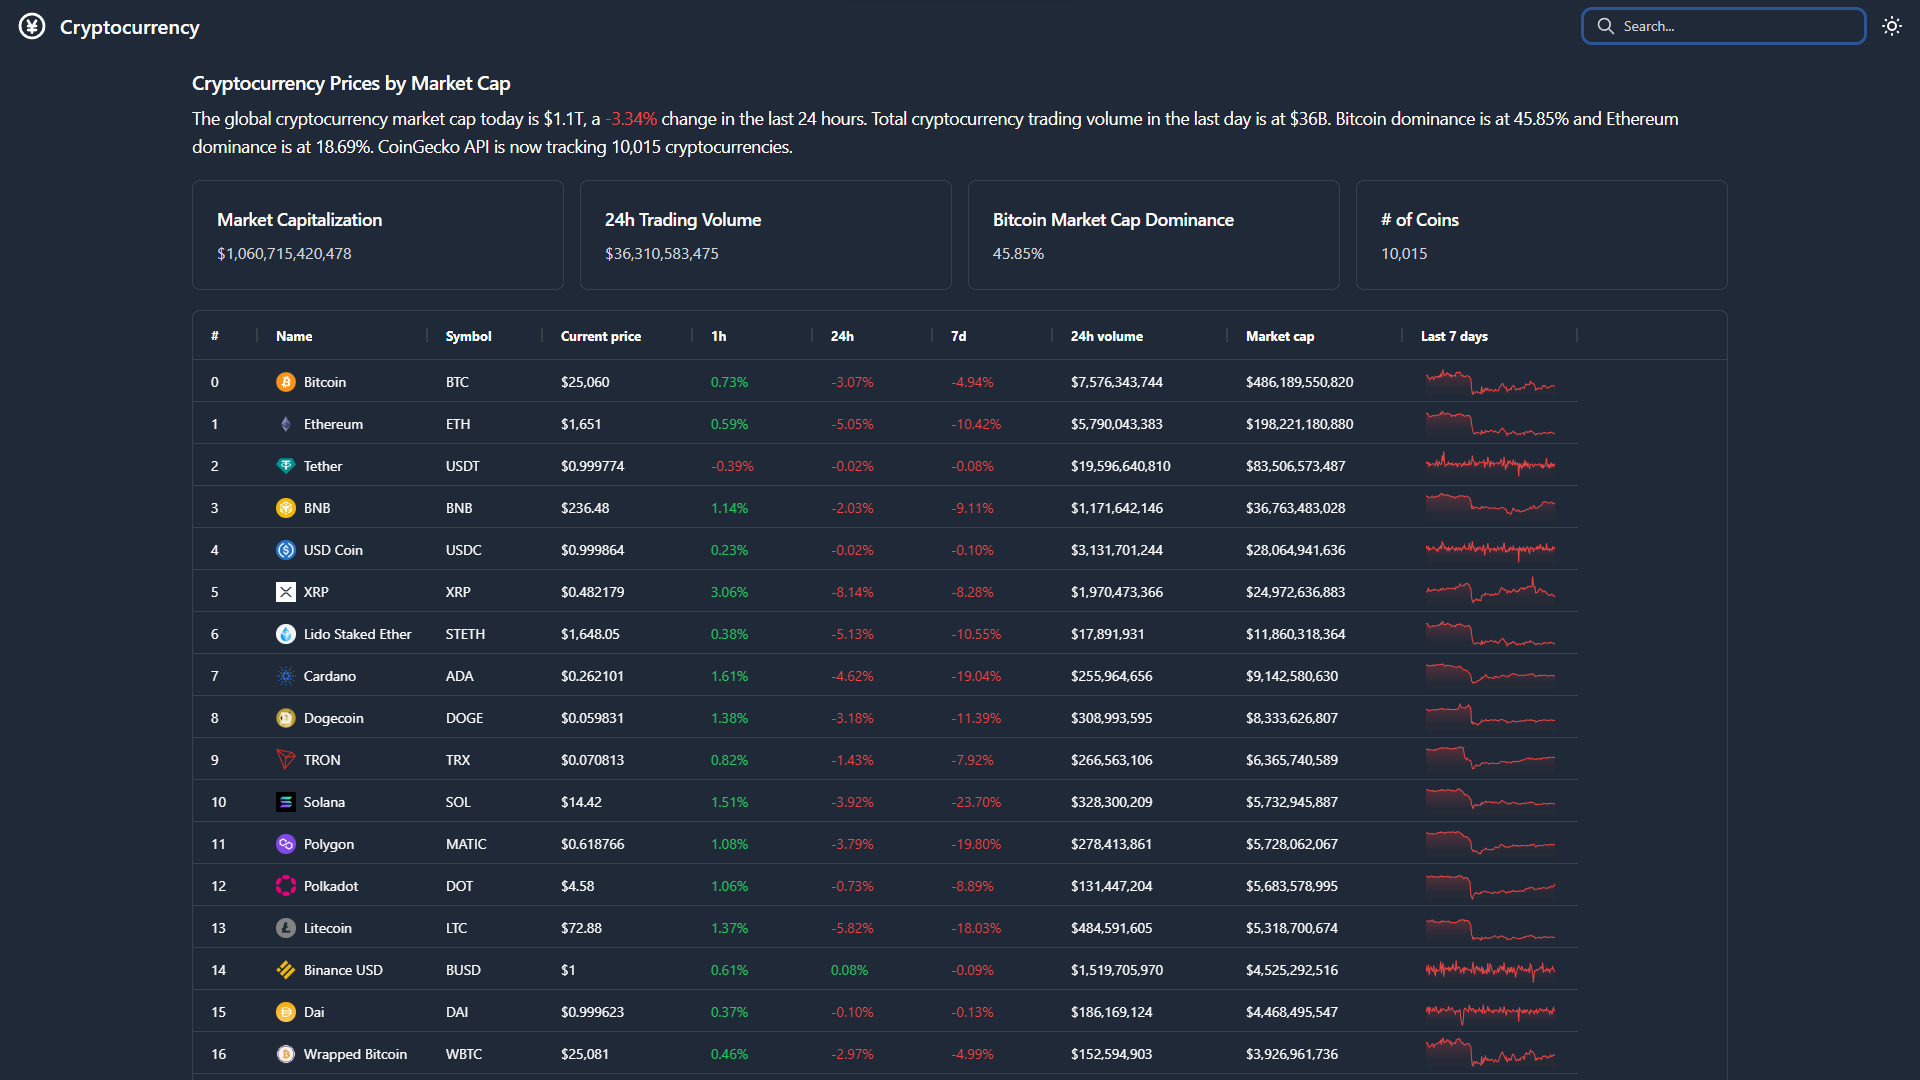 Cryptocurrency
Search...
Cryptocurrency Prices by Market Cap
The global cryptocurrency market cap today is $1.1T, a -3.34% change in the last 24 hours. Total cryptocurrency trading volume in the last day is at $36B. Bitcoin dominance is at 45.85% and Ethereum
dominance is at 18.69%. CoinGecko API is now tracking 10,015 cryptocurrencies.
Market Capitalization 24h Trading Volume Bitcoin Market Cap Dominance # of Coins
$1,060,715,420,478 $36,310,583,475 45.85% 10,015
# Name Symbol Current price 1h 24h 7d 24h volume Market cap Last 7 days
0 Bitcoin BTC $25,060 0.73% -3.07% -4.94% $7,576,343,744 $486,189,550,820
1 Ethereum ETH $1,651 0.59% -5.05% -10.42% $5,790,043,383 $198,221,180,880
2 Tether USDT $0.999774 -0.39% -0.02% -0.08% $19,596,640,810 $83,506,573,487
3 BNB BNB $236.48 1.14% -2.03% -9.11% $1,171,642,146 $36,763,483,028
4 USD Coin USDC $0.999864 0.23% -0.02% -0.10% $3,131,701,244 $28,064,941,636
5 XRP XRP $0.482179 3.06% -8.14% -8.28% $1,970,473,366 $24,972,636,883
6 Lido Staked Ether STETH $1,648.05 0.38% -5.13% -10.55% $17,891,931 $11,860,318,364
7 Cardano ADA $0.262101 1.61% -4.62% -19.04% $255,964,656 $9,142,580,630
8 Dogecoin DOGE $0.059831 1.38% -3.18% -11.39% $308,993,595 $8,333,626,807
9 TRON TRX $0.070813 0.82% -1.43% -7.92% $266,563,106 $6,365,740,589
10 Solana SOL $14.42 1.51% -3.92% -23.70% $328,300,209 $5,732,945,887
11 Polygon MATIC $0.618766 1.08% -3.79% -19.80% $278,413,861 $5,728,062,067
12 Polkadot DOT $4.58 1.06% -0.73% -8.89% $131,447,204 $5,683,578,995
13 Litecoin LTC $72.88 1.37% -5.82% -18.03% $484,591,605 $5,318,700,674
14 Binance USD BUSD $1 0.61% 0.08% -0.09% $1,519,705,970 $4,525,292,516
15 Dai DAI $0.999623 0.37% -0.10% -0.13% $186,169,124 $4,468,495,547
16 Wrapped Bitcoin WBTC $25,081 0.46% -2.97% -4.99% $152,594,903 $3,926,961,736